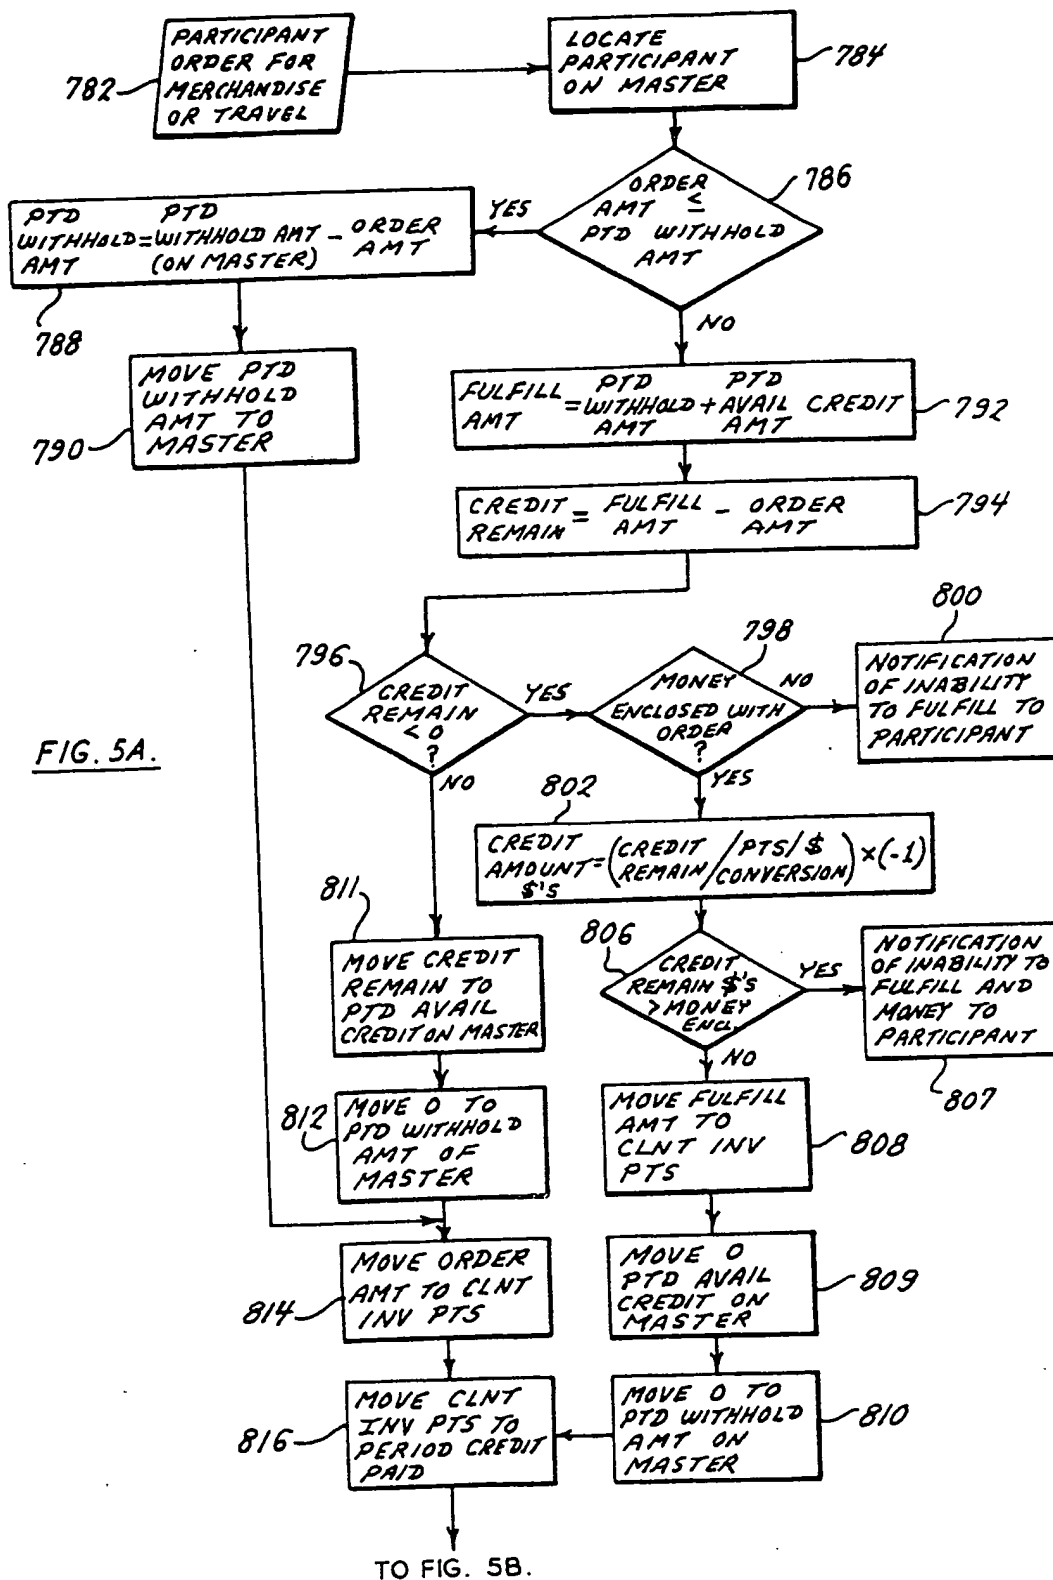 PARTICIPANT
ORDER FOR
MERCHANDISE
OR TRAVEL
782
LOCATE
PARTICIPANT
ON MASTER
784
ORDER
AMT ≤
PTD WITHHOLD
AMT
786
YES
NO
PTD PTD
WITHHOLD=WITHHOLD AMT - ORDER
AMT (ON MASTER) AMT
788
MOVE PTD
WITHHOLD
AMT TO
MASTER
790
PTD PTD
FULFILL = WITHHOLD + AVAIL CREDIT
AMT AMT AMT
792
CREDIT = FULFILL - ORDER
REMAIN AMT AMT
794
796
CREDIT
REMAIN
< 0
?
YES
NO
798
MONEY
ENCLOSED WITH
ORDER
?
NO
YES
800
NOTIFICATION
OF INABILITY
TO FULFILL TO
PARTICIPANT
FIG. 5A.
802
CREDIT
AMOUNT = (CREDIT REMAIN / PTS/$ CONVERSION) × (-1)
$'S
811
MOVE CREDIT
REMAIN TO
PTD AVAIL
CREDIT ON MASTER
806
CREDIT
REMAIN $'S
> MONEY
ENCL.
YES
NO
NOTIFICATION
OF INABILITY TO
FULFILL AND
MONEY TO
PARTICIPANT
807
812
MOVE 0 TO
PTD WITHHOLD
AMT OF
MASTER
MOVE FULFILL
AMT TO
CLNT INV
PTS
808
MOVE ORDER
AMT TO CLNT
INV PTS
814
MOVE 0
PTD AVAIL
CREDIT ON
MASTER
809
MOVE CLNT
INV PTS TO
PERIOD CREDIT
PAID
816
MOVE 0 TO
PTD WITHHOLD
AMT ON
MASTER
810
TO FIG. 5B.